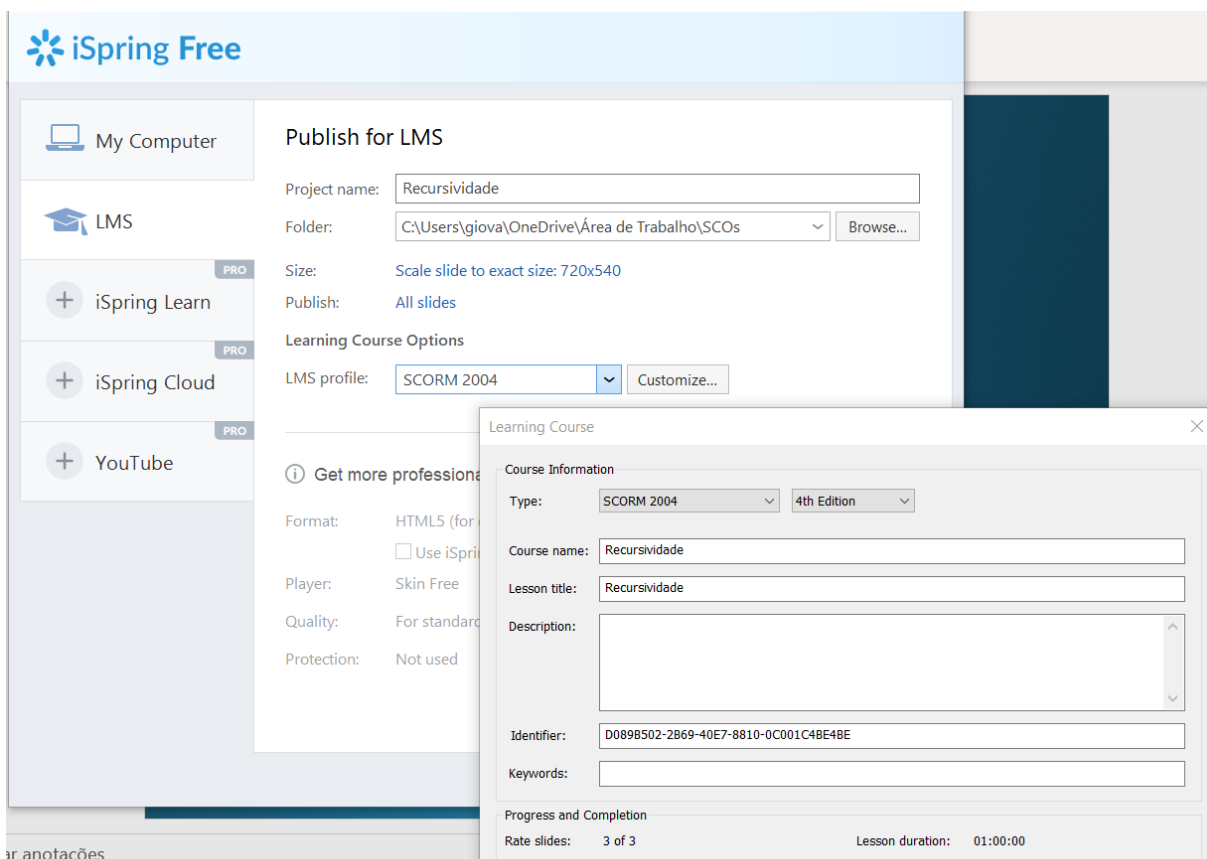 iSpring Free
My Computer
LMS
PRO
iSpring Learn
PRO
iSpring Cloud
PRO
YouTube
Publish for LMS
Project name: Recursividade
Folder: C:\Users\giova\OneDrive\Área de Trabalho\SCOs Browse...
Size: Scale slide to exact size: 720x540
Publish: All slides
Learning Course Options
LMS profile: SCORM 2004 Customize...
Get more professiona
Format: HTML5 (for
Use iSpri
Player: Skin Free
Quality: For standard
Protection: Not used
Learning Course
Course Information
Type: SCORM 2004 4th Edition
Course name: Recursividade
Lesson title: Recursividade
Description:
Identifier: D089B502-2B69-40E7-8810-0C001C4BE4BE
Keywords:
Progress and Completion
Rate slides: 3 of 3 Lesson duration: 01:00:00
ar anotações